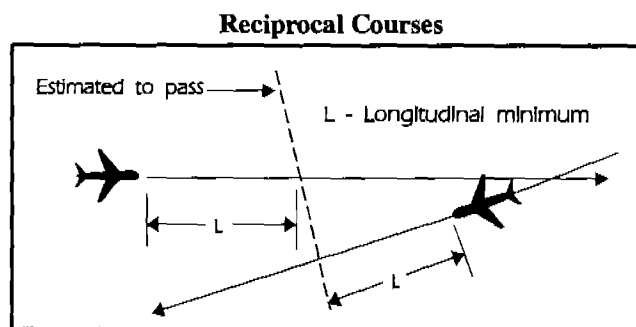 Reciprocal Courses
Estimated to pass
L - Longitudinal minimum
L
L